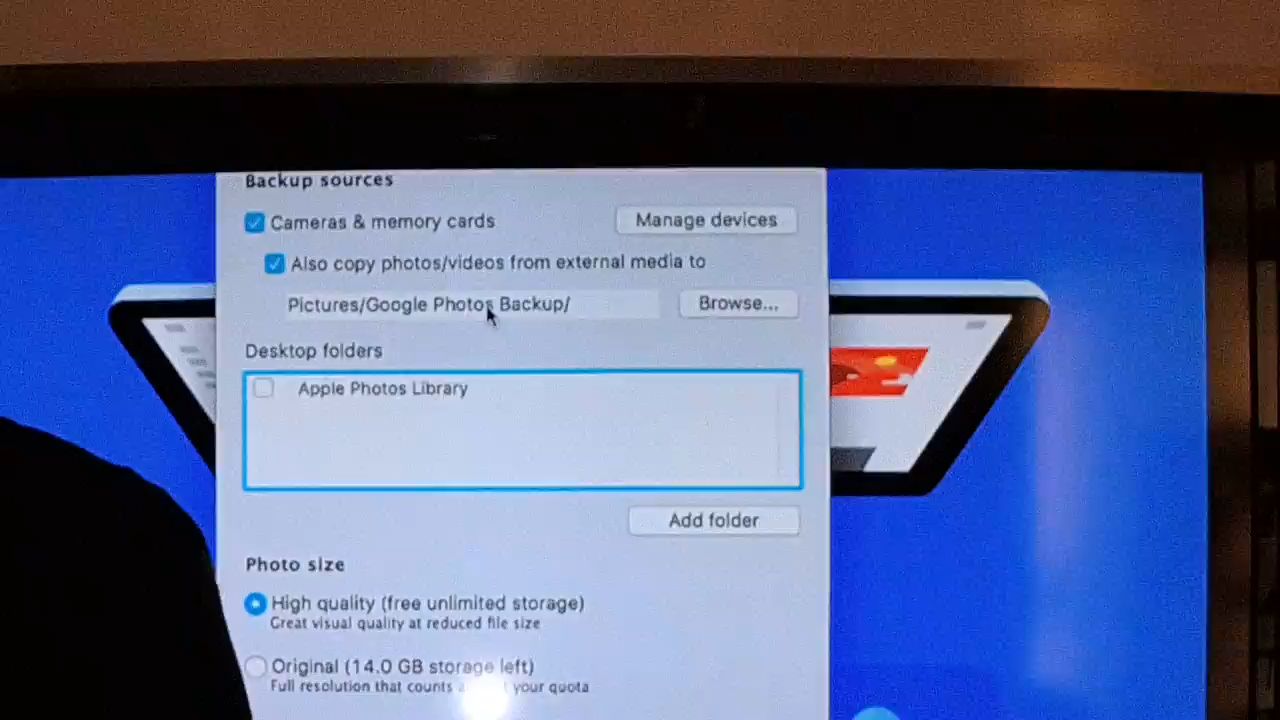 Backup sources
Cameras & memory cards
Manage devices
Also copy photos/videos from external media to
Pictures/Google Photos Backup/
Browse...
Desktop folders
Apple Photos Library
Add folder
Photo size
High quality (free unlimited storage)
Great visual quality at reduced file size
Original (14.0 GB storage left)
Full resolution that counts your quota